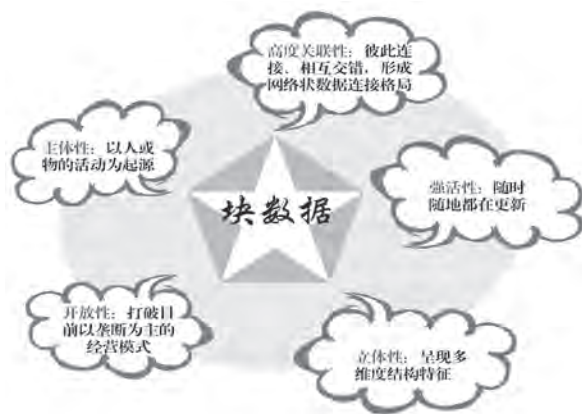 高度关联性：彼此连
接、相互交错，形成
网络状数据连接格局
主体性：以人或
物的活动为起源
强活性：随时
随地都在更新
块数据
开放性：打破目
前以垄断为主的
经营模式
立体性：呈现多
维度结构特征